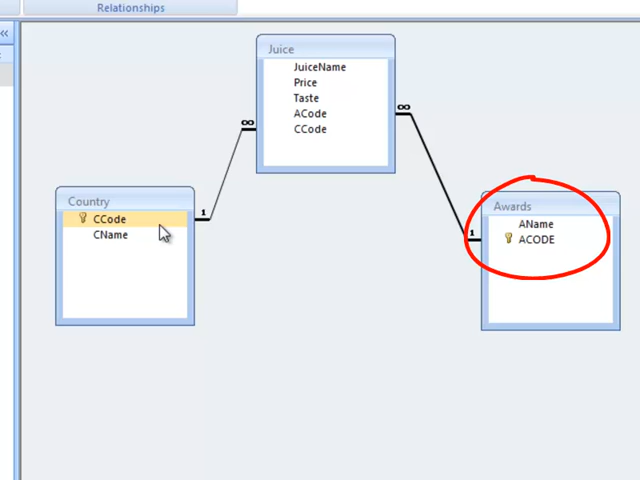 Relationships
Juice
JuiceName
Price
Taste
ACode
CCode
∞
∞
Country
CCode
CName
1
Awards
AName
ACODE
1